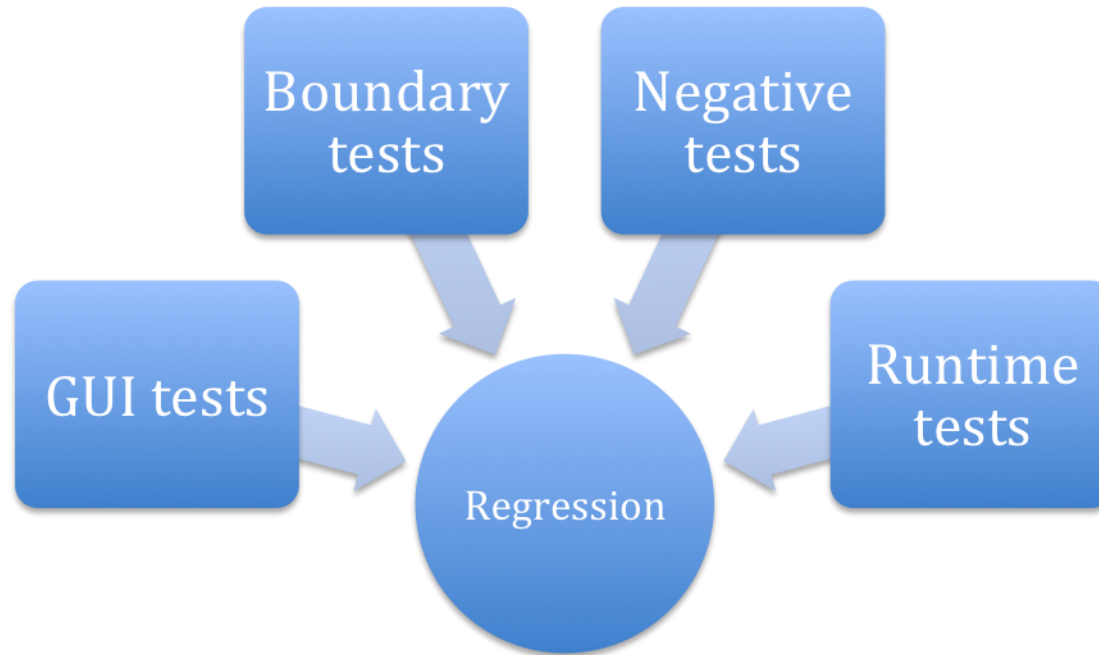 Boundary
tests
Negative
tests
GUI tests
Runtime
tests
Regression